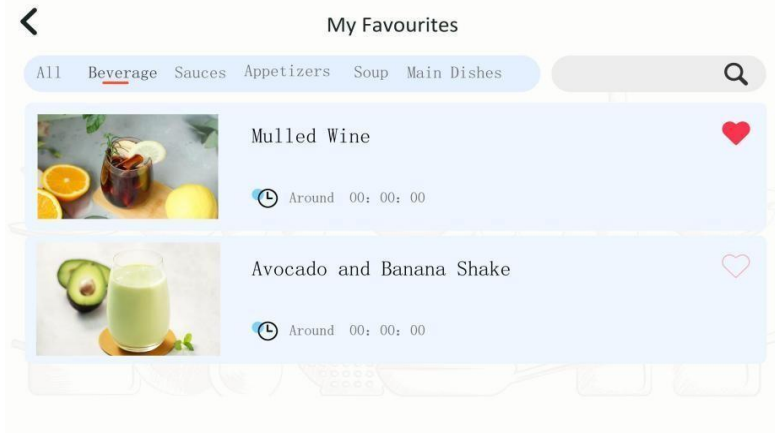 My Favourites
All Beverage Sauces Appetizers Soup Main Dishes
Mulled Wine
Around 00: 00: 00
Avocado and Banana Shake
Around 00: 00: 00